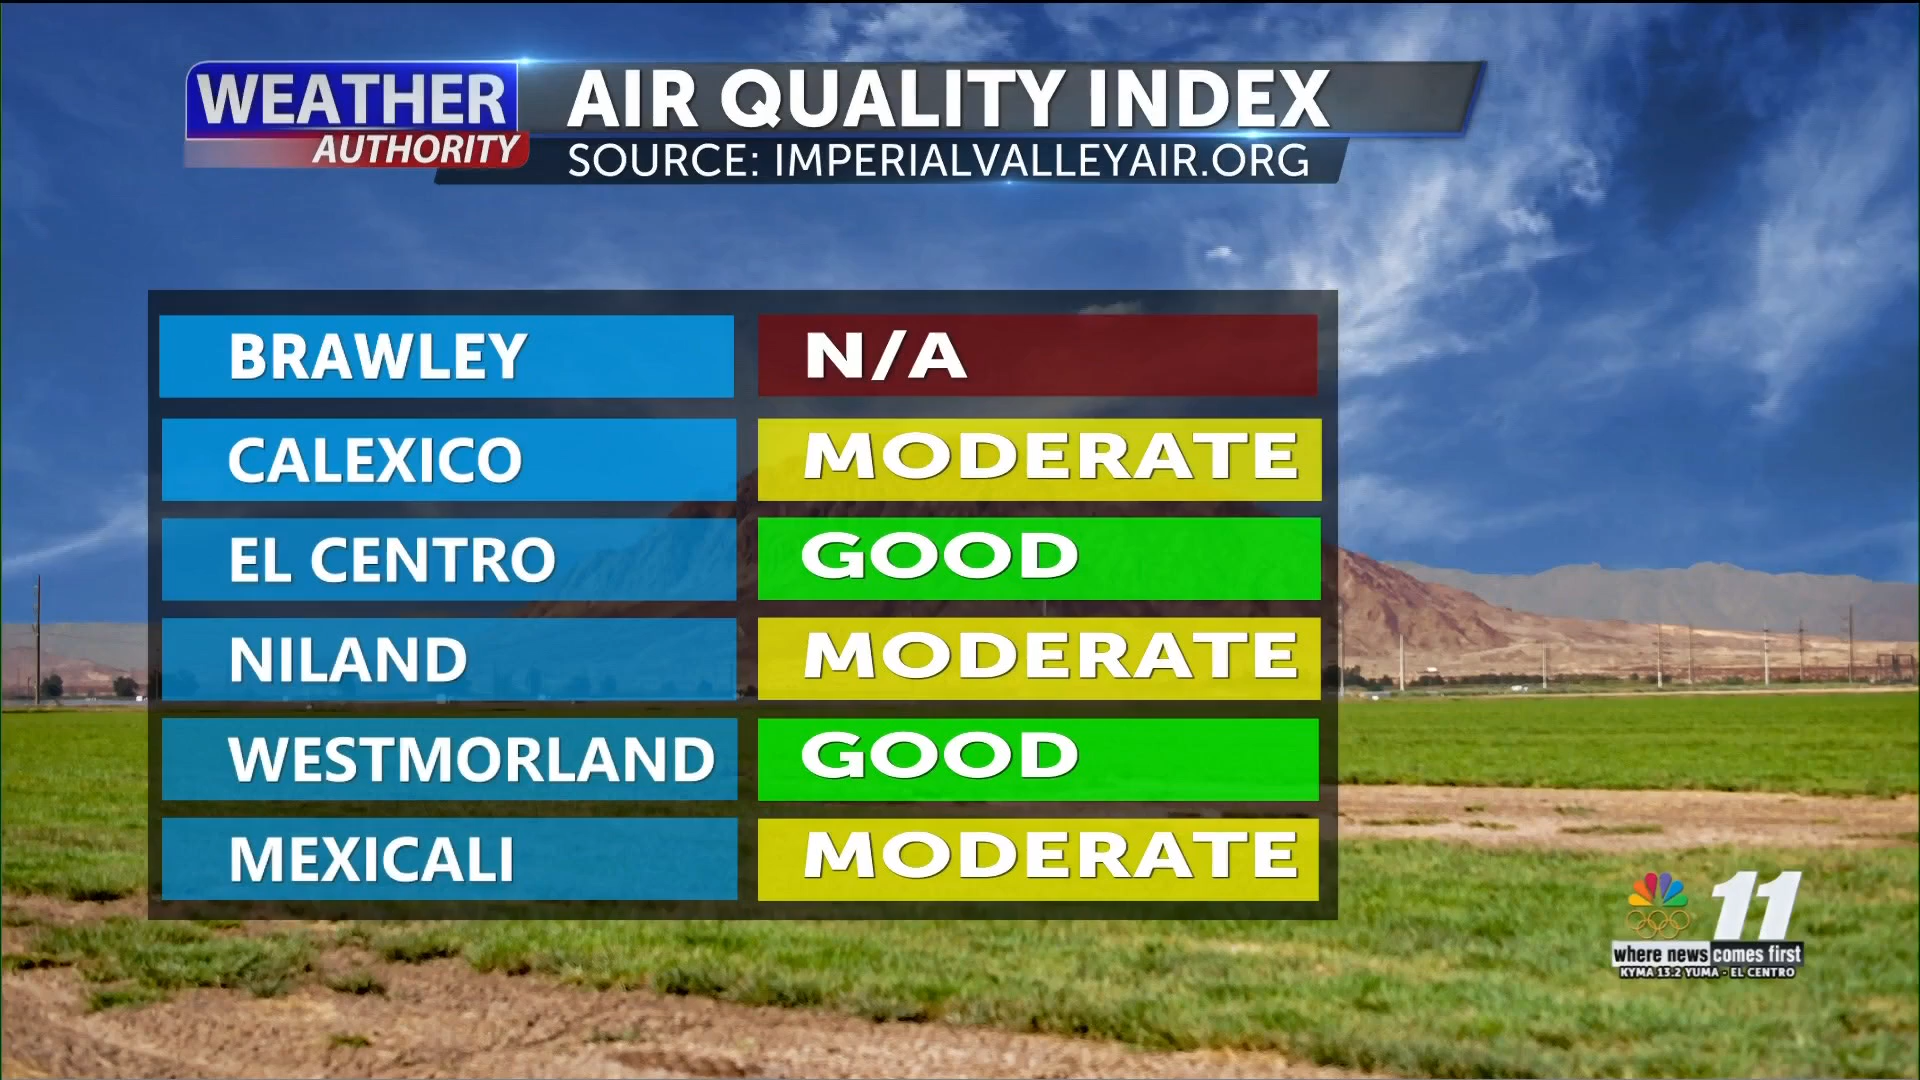 WEATHER
AUTHORITY
AIR QUALITY INDEX
SOURCE: IMPERIALVALLEYAIR.ORG
BRAWLEY N/A
CALEXICO MODERATE
EL CENTRO GOOD
NILAND MODERATE
WESTMORLAND GOOD
MEXICALI MODERATE
11
where news comes first
KYMA 13.2 YUMA - EL CENTRO